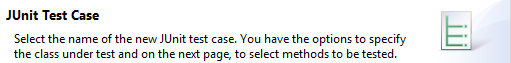 JUnit Test Case
Select the name of the new JUnit test case. You have the options to specify
the class under test and on the next page, to select methods to be tested.